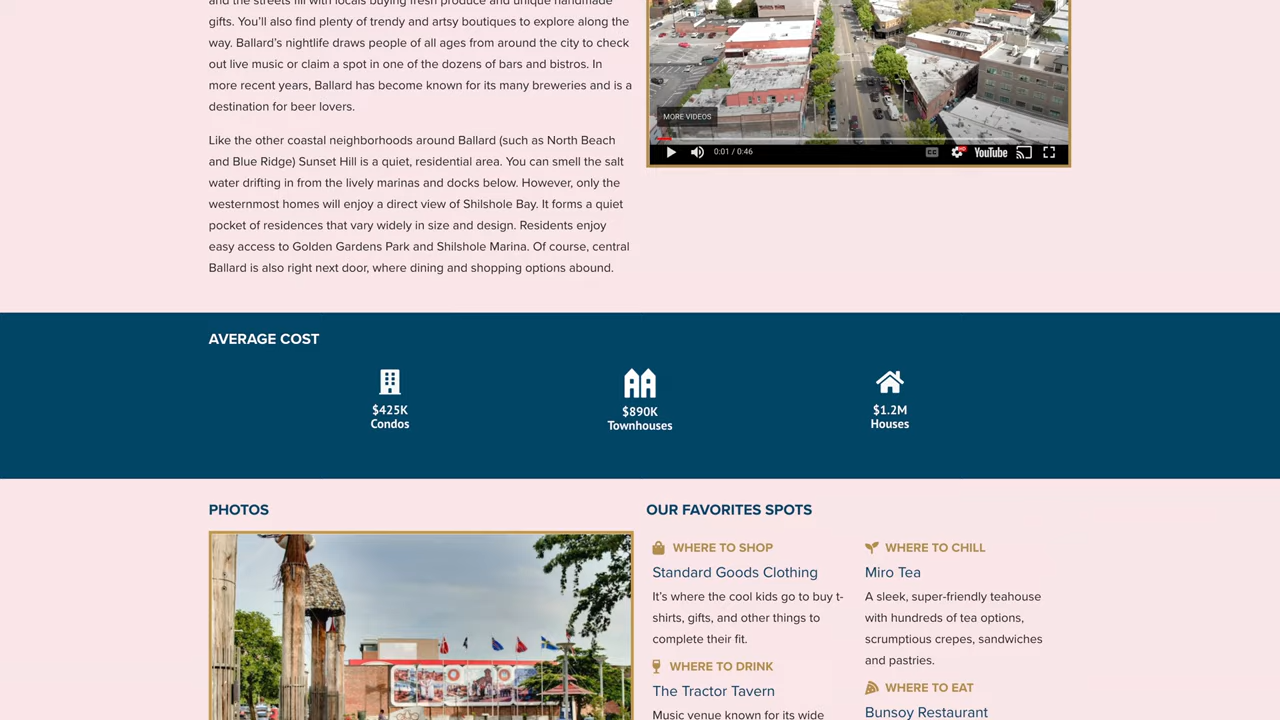 and the streets fill with locals buying fresh produce and unique handmade
gifts. You'll also find plenty of trendy and artsy boutiques to explore along the
way. Ballard's nightlife draws people of all ages from around the city to check
out live music or claim a spot in one of the dozens of bars and bistros. In
more recent years, Ballard has become known for its many breweries and is a
destination for beer lovers.
Like the other coastal neighborhoods around Ballard (such as North Beach
and Blue Ridge) Sunset Hill is a quiet, residential area. You can smell the salt
water drifting in from the lively marinas and docks below. However, only the
westernmost homes will enjoy a direct view of Shilshole Bay. It forms a quiet
pocket of residences that vary widely in size and design. Residents enjoy
easy access to Golden Gardens Park and Shilshole Marina. Of course, central
Ballard is also right next door, where dining and shopping options abound.
MORE VIDEOS
0:01 / 0:46
CC
HD
YouTube
AVERAGE COST
$425K
Condos
$890K
Townhouses
$1.2M
Houses
PHOTOS
OUR FAVORITES SPOTS
WHERE TO SHOP
Standard Goods Clothing
It's where the cool kids go to buy t-
shirts, gifts, and other things to
complete their fit.
WHERE TO DRINK
The Tractor Tavern
Music venue known for its wide
WHERE TO CHILL
Miro Tea
A sleek, super-friendly teahouse
with hundreds of tea options,
scrumptious crepes, sandwiches
and pastries.
WHERE TO EAT
Bunsoy Restaurant